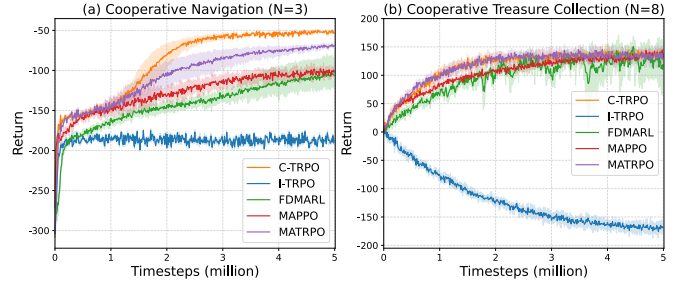 (a) Cooperative Navigation (N=3)
Return
-50
-100
-150
-200
-250
-300
0
1
2
3
4
5
Timesteps (million)
C-TRPO
I-TRPO
FDMARL
MAPPO
MATRPO
(b) Cooperative Treasure Collection (N=8)
Return
200
150
100
50
0
-50
-100
-150
-200
0
1
2
3
4
5
Timesteps (million)
C-TRPO
I-TRPO
FDMARL
MAPPO
MATRPO